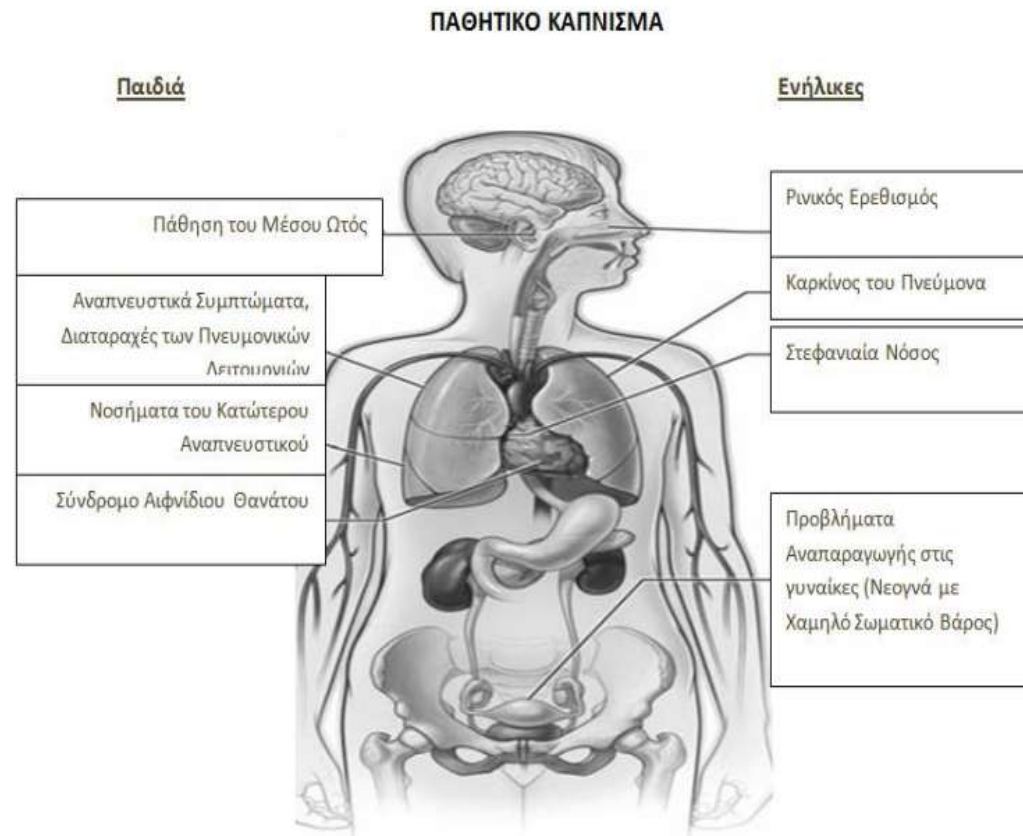 ΠΑΘΗΤΙΚΟ ΚΑΠΝΙΣΜΑ
Παιδιά
Πάθηση του Μέσου Ωτός
Αναπνευστικά Συμπτώματα,
Διαταραχές των Πνευμονικών
Λειτουργιών
Νοσήματα του Κατώτερου
Αναπνευστικού
Σύνδρομο Αιφνίδιου Θανάτου
Ενήλικες
Ρινικός Ερεθισμός
Καρκίνος του Πνεύμονα
Στεφανιαία Νόσος
Προβλήματα
Αναπαραγωγής στις
γυναίκες (Νεογνά με
Χαμηλό Σωματικό Βάρος)